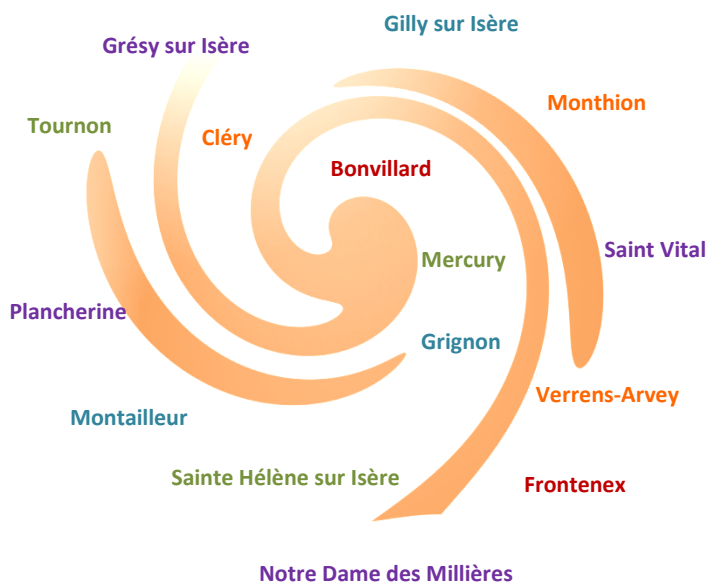 Gilly sur Isère
Grésy sur Isère
Monthion
Tournon
Cléry
Bonvillard
Saint Vital
Mercury
Plancherine
Grignon
Verrens-Arvey
Montailleur
Sainte Hélène sur Isère
Frontenex
Notre Dame des Millières